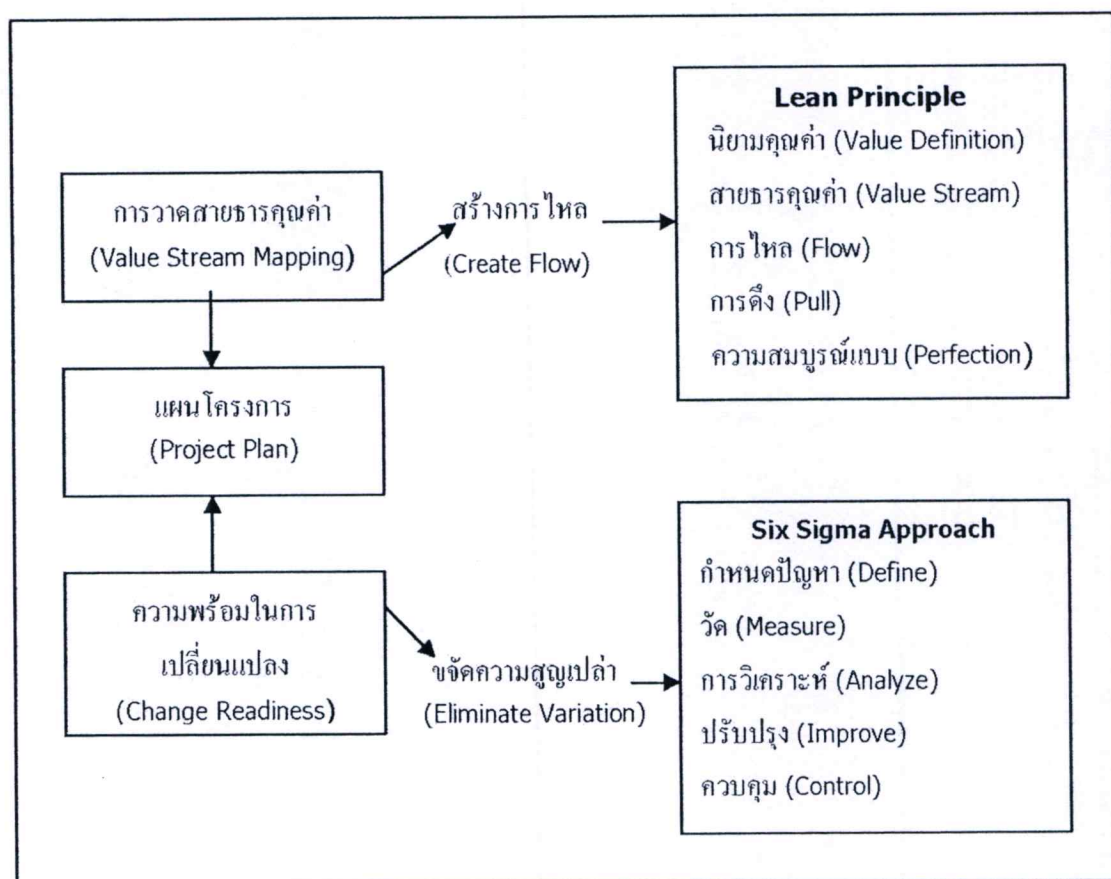 การวาดสายธารคุณค่า
(Value Stream Mapping)
สร้างการไหล
(Create Flow)
Lean Principle
นิยามคุณค่า (Value Definition)
สายธารคุณค่า (Value Stream)
การไหล (Flow)
การดึง (Pull)
ความสมบูรณ์แบบ (Perfection)
แผนโครงการ
(Project Plan)
ความพร้อมในการ
เปลี่ยนแปลง
(Change Readiness)
ขจัดความสูญเปล่า
(Eliminate Variation)
Six Sigma Approach
กำหนดปัญหา (Define)
วัด (Measure)
การวิเคราะห์ (Analyze)
ปรับปรุง (Improve)
ควบคุม (Control)